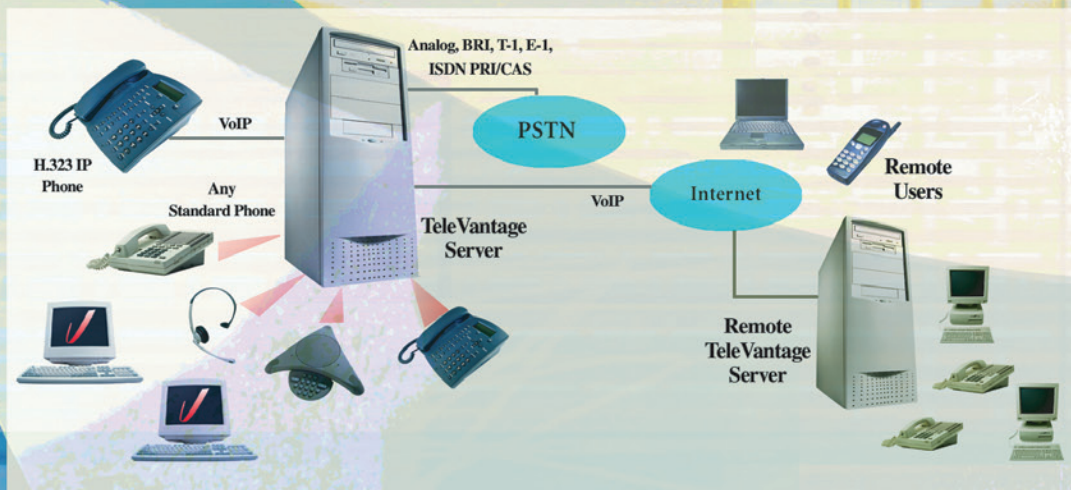 Analog, BRI, T-1, E-1,
ISDN PRI/CAS
VoIP
PSTN
H.323 IP
Phone
Any
Standard Phone
TeleVantage
Server
VoIP
Internet
Remote
Users
Remote
TeleVantage
Server